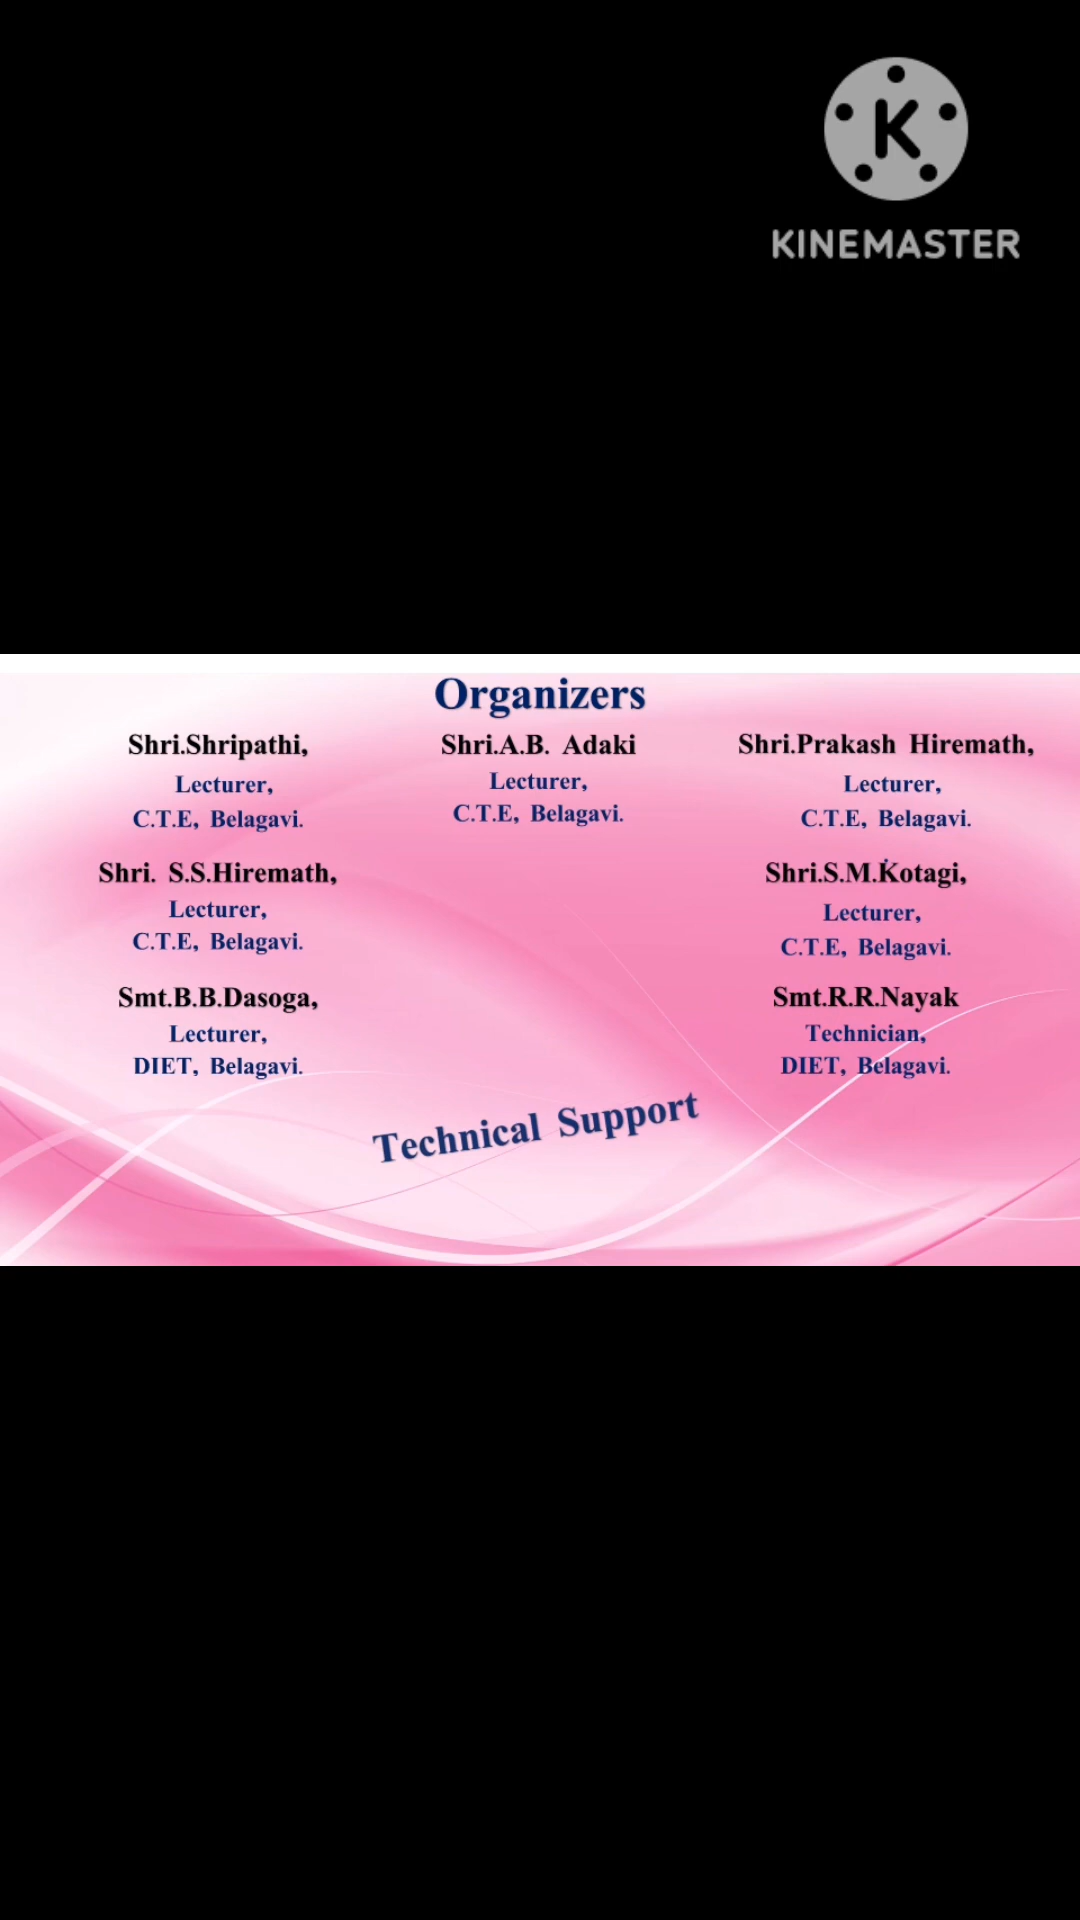 K
KINEMASTER
Organizers
Shri.Shripathi,
Lecturer,
C.T.E, Belagavi.
Shri.A.B. Adaki
Lecturer,
C.T.E, Belagavi.
Shri.Prakash Hiremath,
Lecturer,
C.T.E, Belagavi.
Shri. S.S.Hiremath,
Lecturer,
C.T.E, Belagavi.
Shri.S.M.Kotagi,
Lecturer,
C.T.E, Belagavi.
Smt.B.B.Dasoga,
Lecturer,
DIET, Belagavi.
Smt.R.R.Nayak
Technician,
DIET, Belagavi.
Technical Support